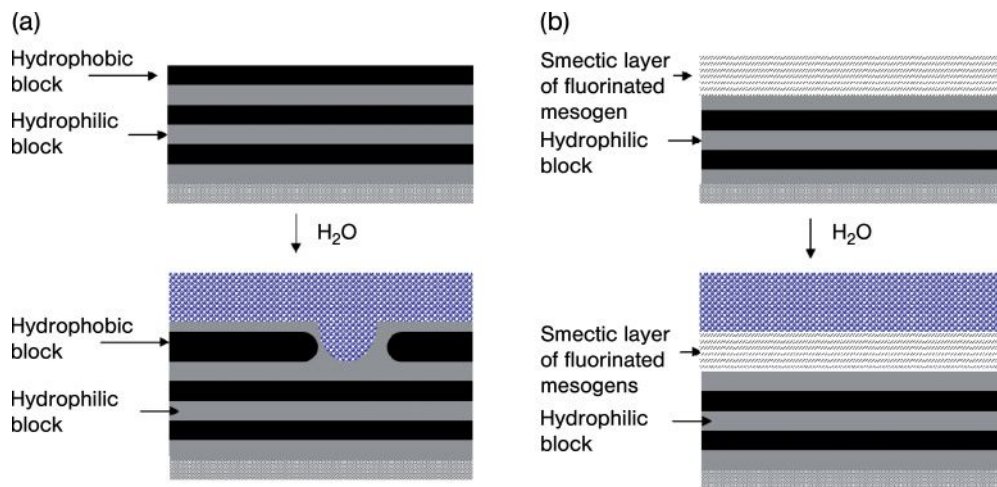 (a)
Hydrophobic
block
Hydrophilic
block
H₂O
Hydrophobic
block
Hydrophilic
block
(b)
Smectic layer
of fluorinated
mesogen
Hydrophilic
block
H₂O
Smectic layer
of fluorinated
mesogens
Hydrophilic
block